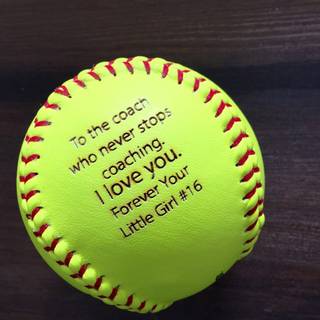 To the coach
who never stops
coaching.
I love you.
Forever Your
Little Girl #16